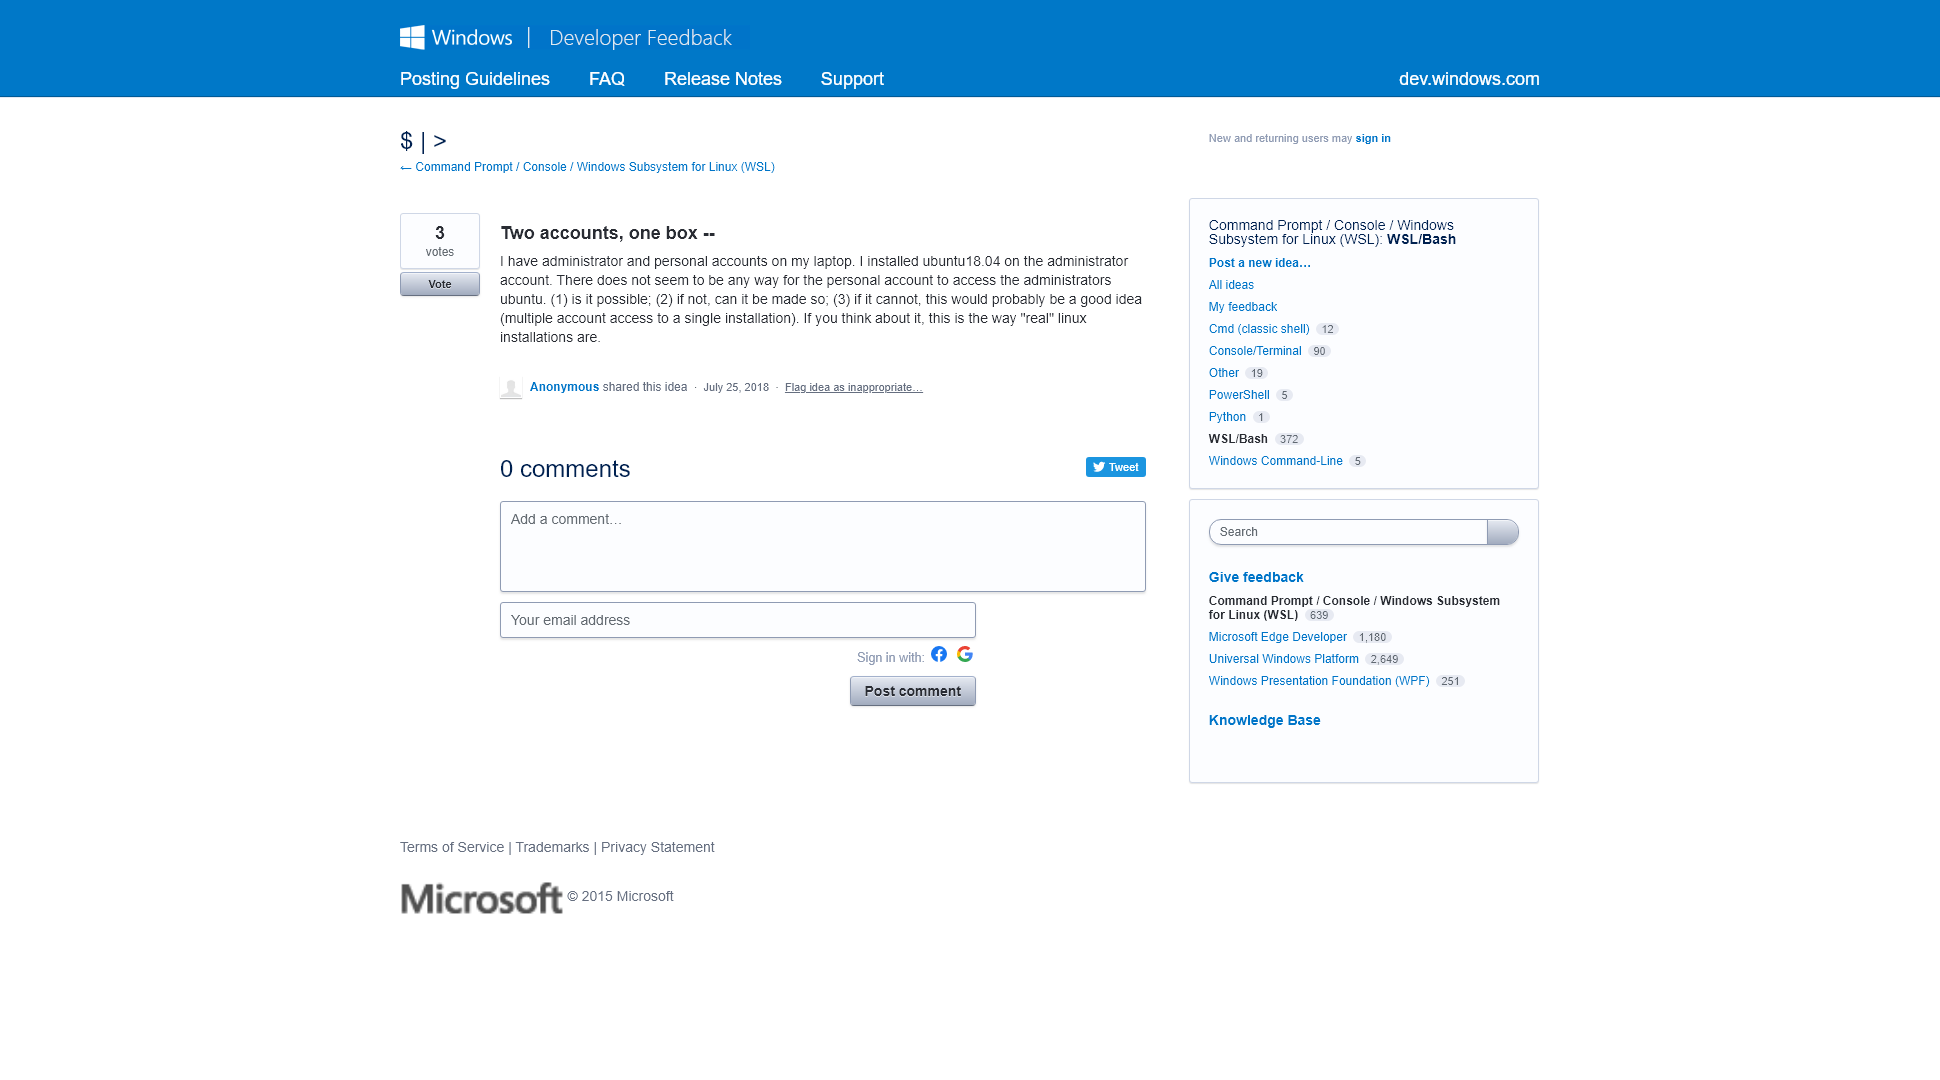 Windows | Developer Feedback
Posting Guidelines FAQ Release Notes Support dev.windows.com
$ | >
New and returning users may sign in
← Command Prompt / Console / Windows Subsystem for Linux (WSL)
3
votes
Vote
Two accounts, one box --
I have administrator and personal accounts on my laptop. I installed ubuntu18.04 on the administrator
account. There does not seem to be any way for the personal account to access the administrators
ubuntu. (1) is it possible; (2) if not, can it be made so; (3) if it cannot, this would probably be a good idea
(multiple account access to a single installation). If you think about it, this is the way "real" linux
installations are.
Anonymous shared this idea · July 25, 2018 · Flag idea as inappropriate…
0 comments
Tweet
Add a comment…
Your email address
Sign in with:
Post comment
Command Prompt / Console / Windows
Subsystem for Linux (WSL): WSL/Bash
Post a new idea…
All ideas
My feedback
Cmd (classic shell) 12
Console/Terminal 90
Other 19
PowerShell 5
Python 1
WSL/Bash 372
Windows Command-Line 5
Search
Give feedback
Command Prompt / Console / Windows Subsystem
for Linux (WSL) 639
Microsoft Edge Developer 1,180
Universal Windows Platform 2,649
Windows Presentation Foundation (WPF) 251
Knowledge Base
Terms of Service | Trademarks | Privacy Statement
Microsoft © 2015 Microsoft